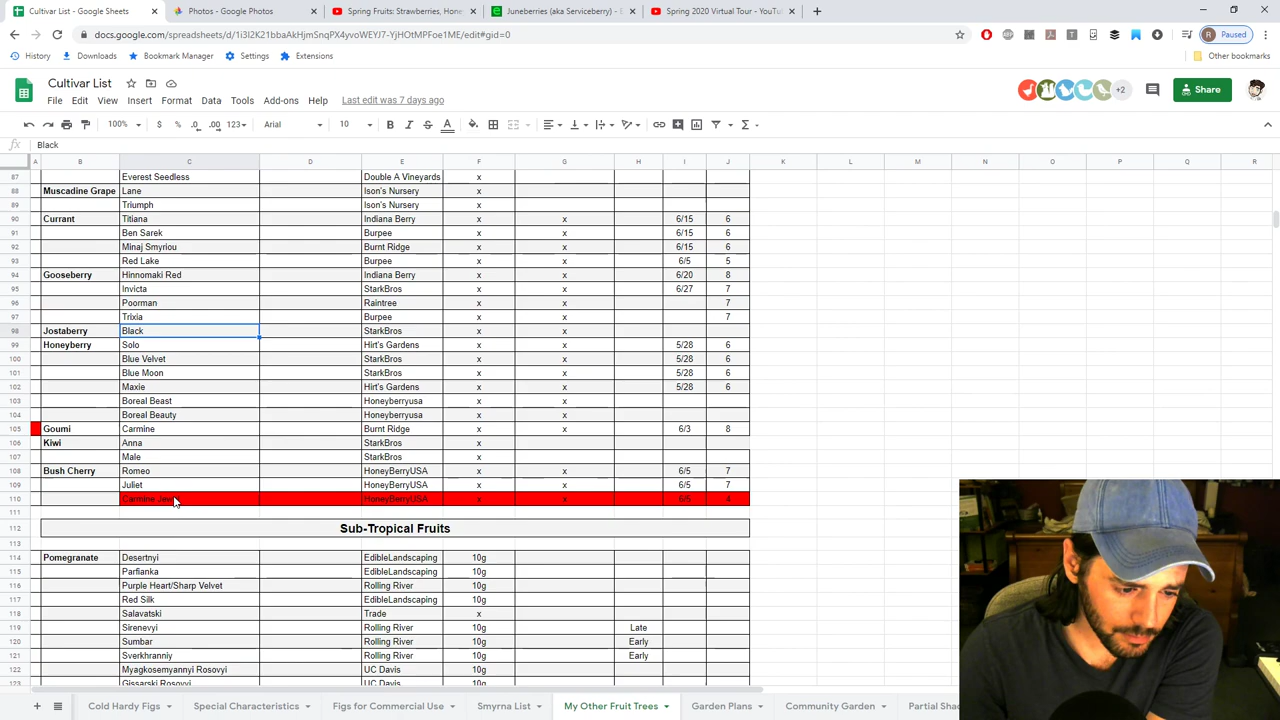 Cultivar List - Google Sheets
Photos - Google Photos
Spring Fruits: Strawberries, Hone
Juneberries (aka Serviceberry) - E
Spring 2020 Virtual Tour - YouTu
docs.google.com/spreadsheets/d/1i3I2K21bbaAkHjmSnqPX4yvoWEYJ7-YjHOtMPFoe1ME/edit#gid=0
Paused
History Downloads Bookmark Manager Settings Extensions Other bookmarks
Cultivar List
File Edit View Insert Format Data Tools Add-ons Help Last edit was 7 days ago
+2 Share
100% $ % .0 .00 123 Arial 10
fx Black
A B C D E F G H I J K L M N O P Q R
87 Everest Seedless Double A Vineyards x
88 Muscadine Grape Lane Ison's Nursery x
89 Triumph Ison's Nursery x
90 Currant Titiana Indiana Berry x x 6/15 6
91 Ben Sarek Burpee x x 6/15 6
92 Minaj Smyriou Burnt Ridge x x 6/15 6
93 Red Lake Burpee x x 6/5 5
94 Gooseberry Hinnomaki Red Indiana Berry x x 6/20 8
95 Invicta StarkBros x x 6/27 7
96 Poorman Raintree x x 7
97 Trixia Burpee x x 7
98 Jostaberry Black StarkBros x x
99 Honeyberry Solo Hirt's Gardens x x 5/28 6
100 Blue Velvet StarkBros x x 5/28 6
101 Blue Moon StarkBros x x 5/28 6
102 Maxie Hirt's Gardens x x 5/28 6
103 Boreal Beast Honeyberryusa x x
104 Boreal Beauty Honeyberryusa x x
105 Goumi Carmine Burnt Ridge x x 6/3 8
106 Kiwi Anna StarkBros x
107 Male StarkBros x
108 Bush Cherry Romeo HoneyBerryUSA x x 6/5 7
109 Juliet HoneyBerryUSA x x 6/5 7
110 Carmine Jewel HoneyBerryUSA x x 6/5 4
111
112 Sub-Tropical Fruits
113
114 Pomegranate Desertnyi EdibleLandscaping 10g
115 Parfianka EdibleLandscaping 10g
116 Purple Heart/Sharp Velvet Rolling River 10g
117 Red Silk EdibleLandscaping 10g
118 Salavatski Trade x
119 Sirenevyi Rolling River 10g Late
120 Sumbar Rolling River 10g Early
121 Sverkhranniy Rolling River 10g Early
122 Myagkosemyannyi Rosovyi UC Davis 10g
123 Gissarski Rosovyi UC Davis 10g
Cold Hardy Figs Special Characteristics Figs for Commercial Use Smyrna List My Other Fruit Trees Garden Plans Community Garden Partial Shad